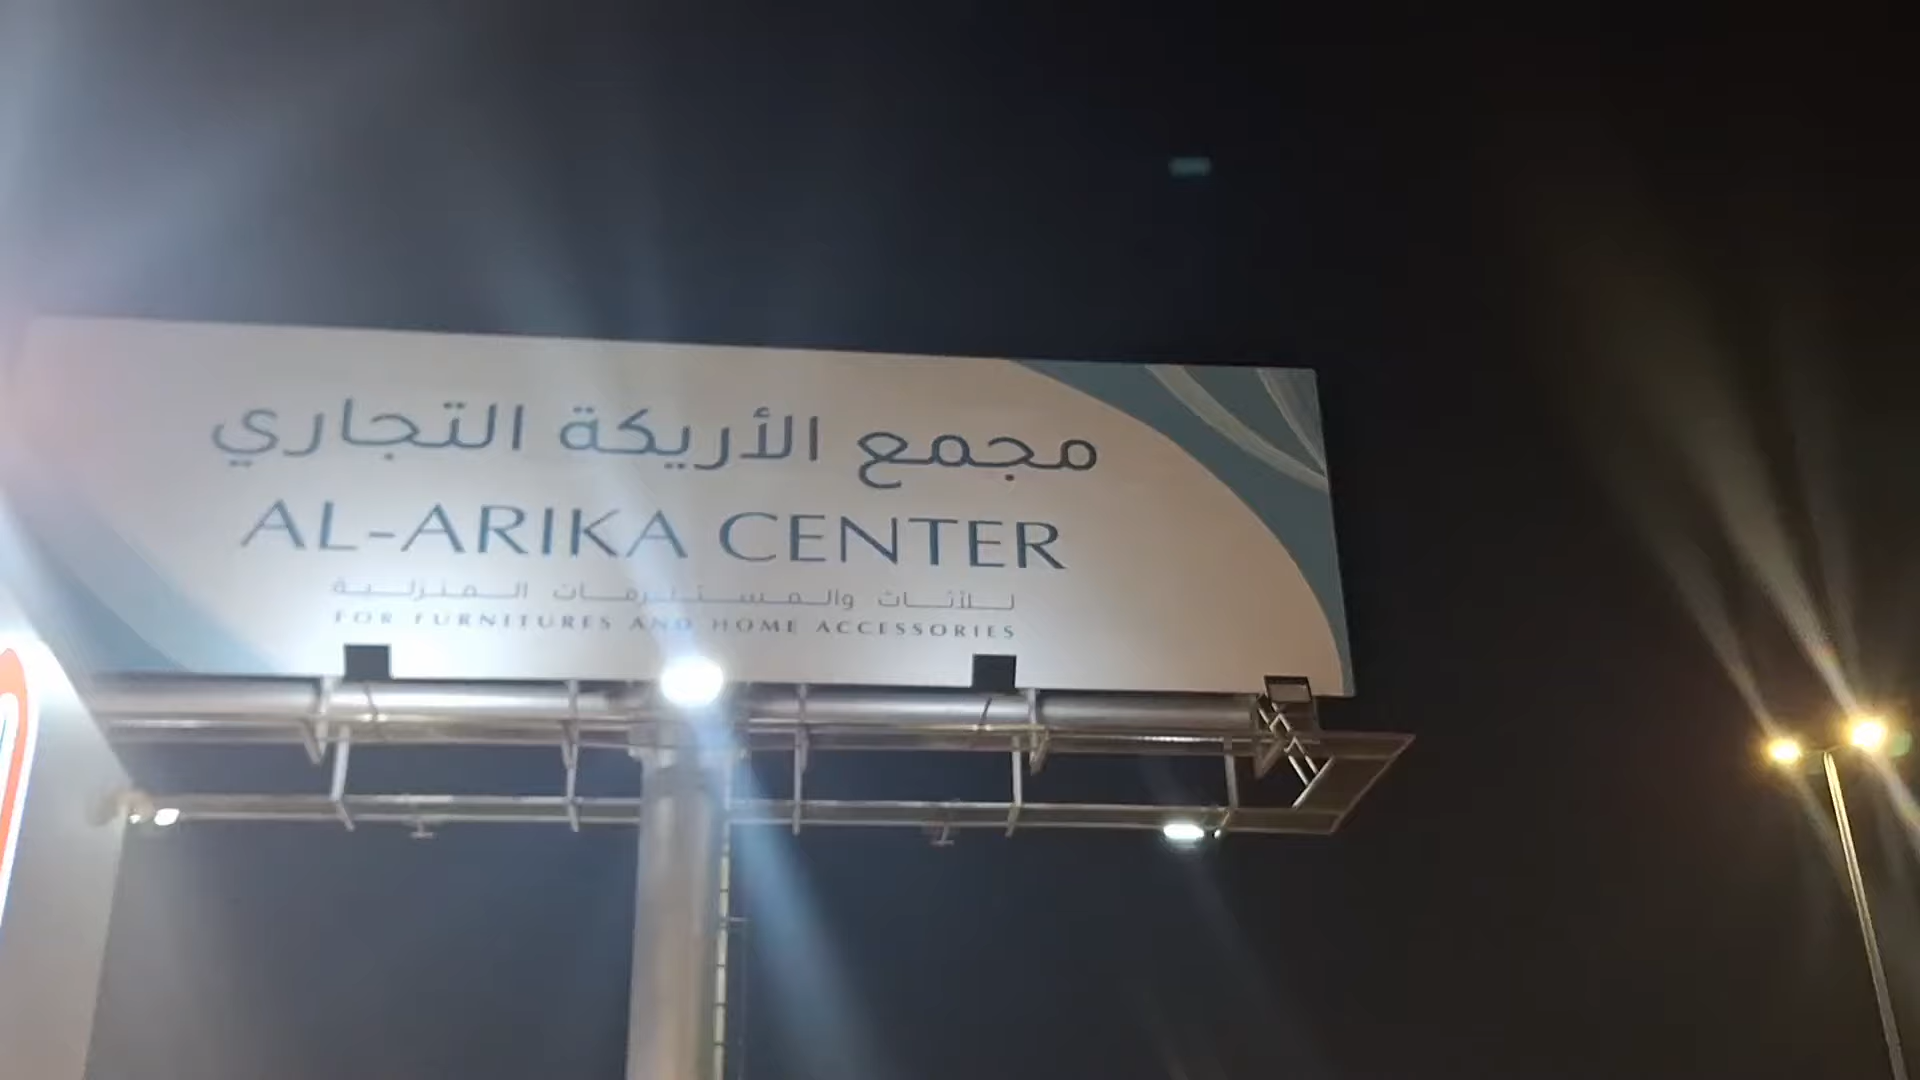 مجمع الأريكة التجاري
AL-ARIKA CENTER
للأثاث والمستلزمات المنزلية
FOR FURNITURES AND HOME ACCESSORIES